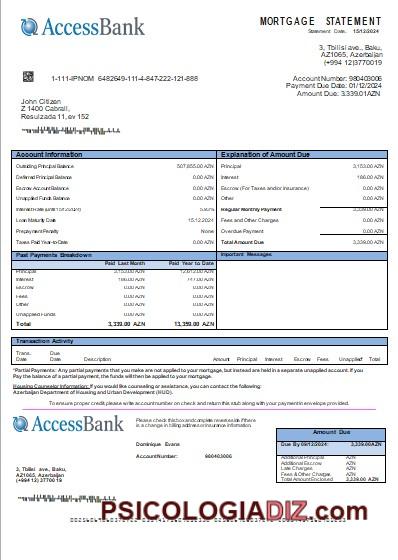 AccessBank
MORTGAGE STATEMENT
Statement Date: 15/12/2024
3, Tbilisi ave., Baku,
AZ1065, Azerbaijan
(+994 12)3770019
1-111-IPNOM 6482649-111-4-847-222-121-888
Account Number: 980403006
Payment Due Date: 01/12/2024
Amount Due: 3,339.01AZN
John Citizen
Z 1400 Cabrall,
Resulzada 11, ev 152
Account Information
Outstanding Principal Balance 507,855.00 AZN
Deferred Principal Balance 0.00 AZN
Escrow Account Balance 0.00 AZN
Unapplied Funds Balance 0.00 AZN
Interest Rate (Until 15.12.2024)
Loan Maturity Date 15.12.2024
Prepayment Penalty None
Taxes Paid Year-to-Date 0.00 AZN
Explanation of Amount Due
Principal 3,153.00 AZN
Interest 186.00 AZN
Escrow (For Taxes and/or Insurance) 0.00 AZN
Other 0.00 AZN
Regular Monthly Payment 3,339.00 AZN
Fees and Other Charges 0.00 AZN
Overdue Payment 0.00 AZN
Total Amount Due 3,339.00 AZN
Past Payments Breakdown
Paid Last Month Paid Year to Date
Principal 3,153.00 AZN 12,612.00 AZN
Interest 186.00 AZN 747.00 AZN
Escrow 0.00 AZN 0.00 AZN
Fees 0.00 AZN 0.00 AZN
Other 0.00 AZN 0.00 AZN
Unapplied Funds 0.00 AZN 0.00 AZN
Total 3,339.00 AZN 13,359.00 AZN
Important Messages
Transaction Activity
Trans. Date Due Date Description Amount Principal Interest Escrow Fees Unapplied Total
*Partial Payments: Any partial payments that you make are not applied to your mortgage, but instead are held in a separate unapplied account. If you
Pay the balance of a partial payment, the funds will then be applied to your mortgage.
Housing Counselor Information: If you would like counseling or assistance, you can contact the following:
Azerbaijan Department of Housing and Urban Development (HUD).
To ensure proper credit please write account number on check and return this stub along with your payment in envelope provided.
AccessBank
Please check this box and complete reverse side if there
is a change in billing address or insurance information.
Dominique Evans
Account Number: 980403006
Amount Due
Due By 09/12/2024: 3,339.00AZN
Additional Principal AZN
Additional Escrow AZN
Late Charges AZN
Fees & Other Charges AZN
Total Amount Enclosed 3,339.00 AZN
3, Tbilisi ave., Baku,
AZ1065, Azerbaijan
(+994 12) 3770019
PSICOLOGIADIZ.com